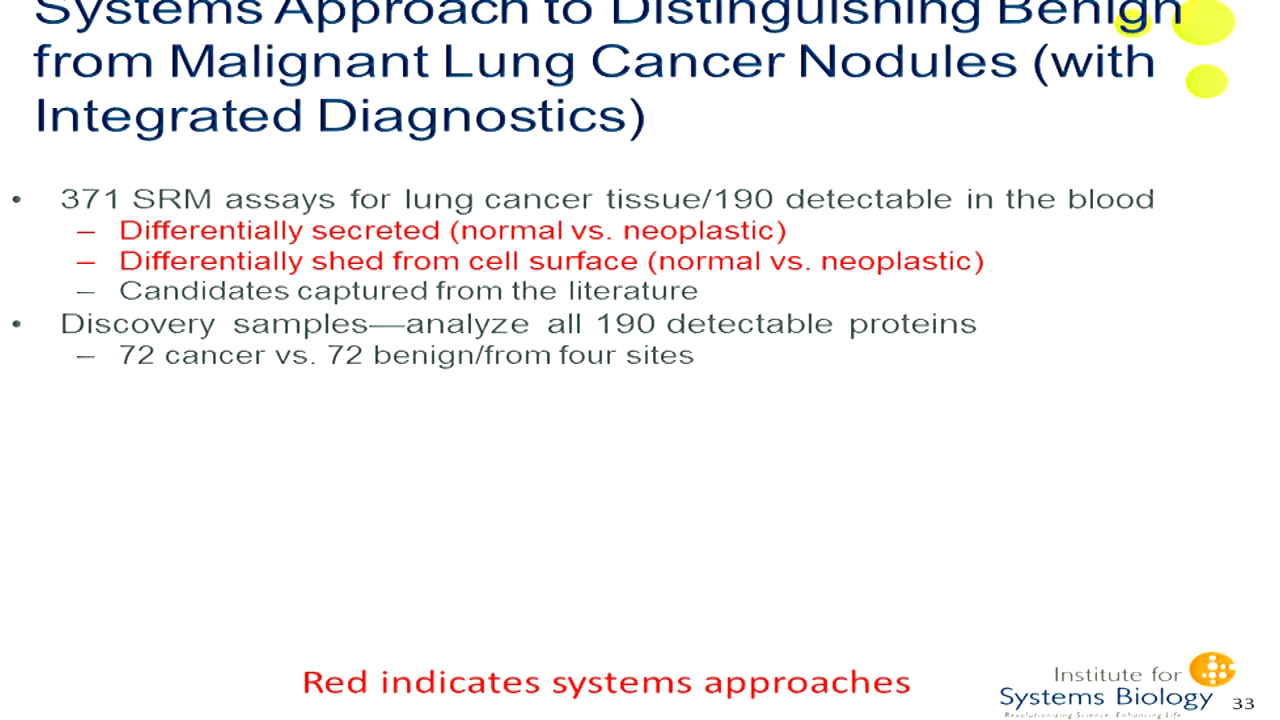 Systems Approach to Distinguishing Benign
from Malignant Lung Cancer Nodules (with
Integrated Diagnostics)
• 371 SRM assays for lung cancer tissue/190 detectable in the blood
– Differentially secreted (normal vs. neoplastic)
– Differentially shed from cell surface (normal vs. neoplastic)
– Candidates captured from the literature
• Discovery samples—analyze all 190 detectable proteins
– 72 cancer vs. 72 benign/from four sites
Red indicates systems approaches
Institute for
Systems Biology
Revolutionizing Science. Enhancing Life.
33